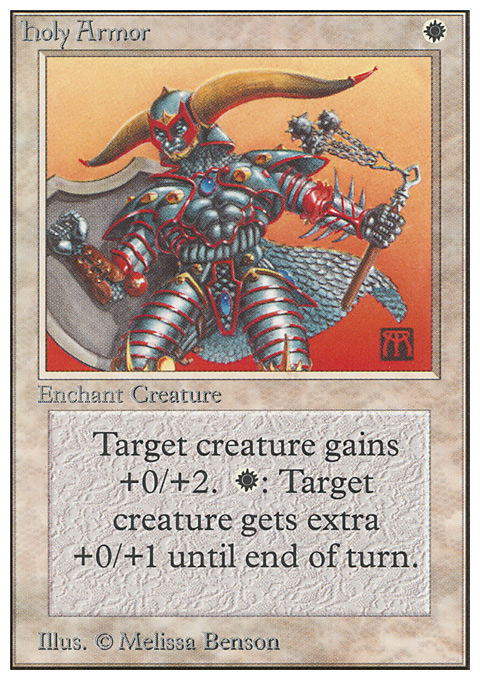 Holy Armor
Enchant Creature
Target creature gains
+0/+2. : Target
creature gets extra
+0/+1 until end of turn.
Illus. © Melissa Benson